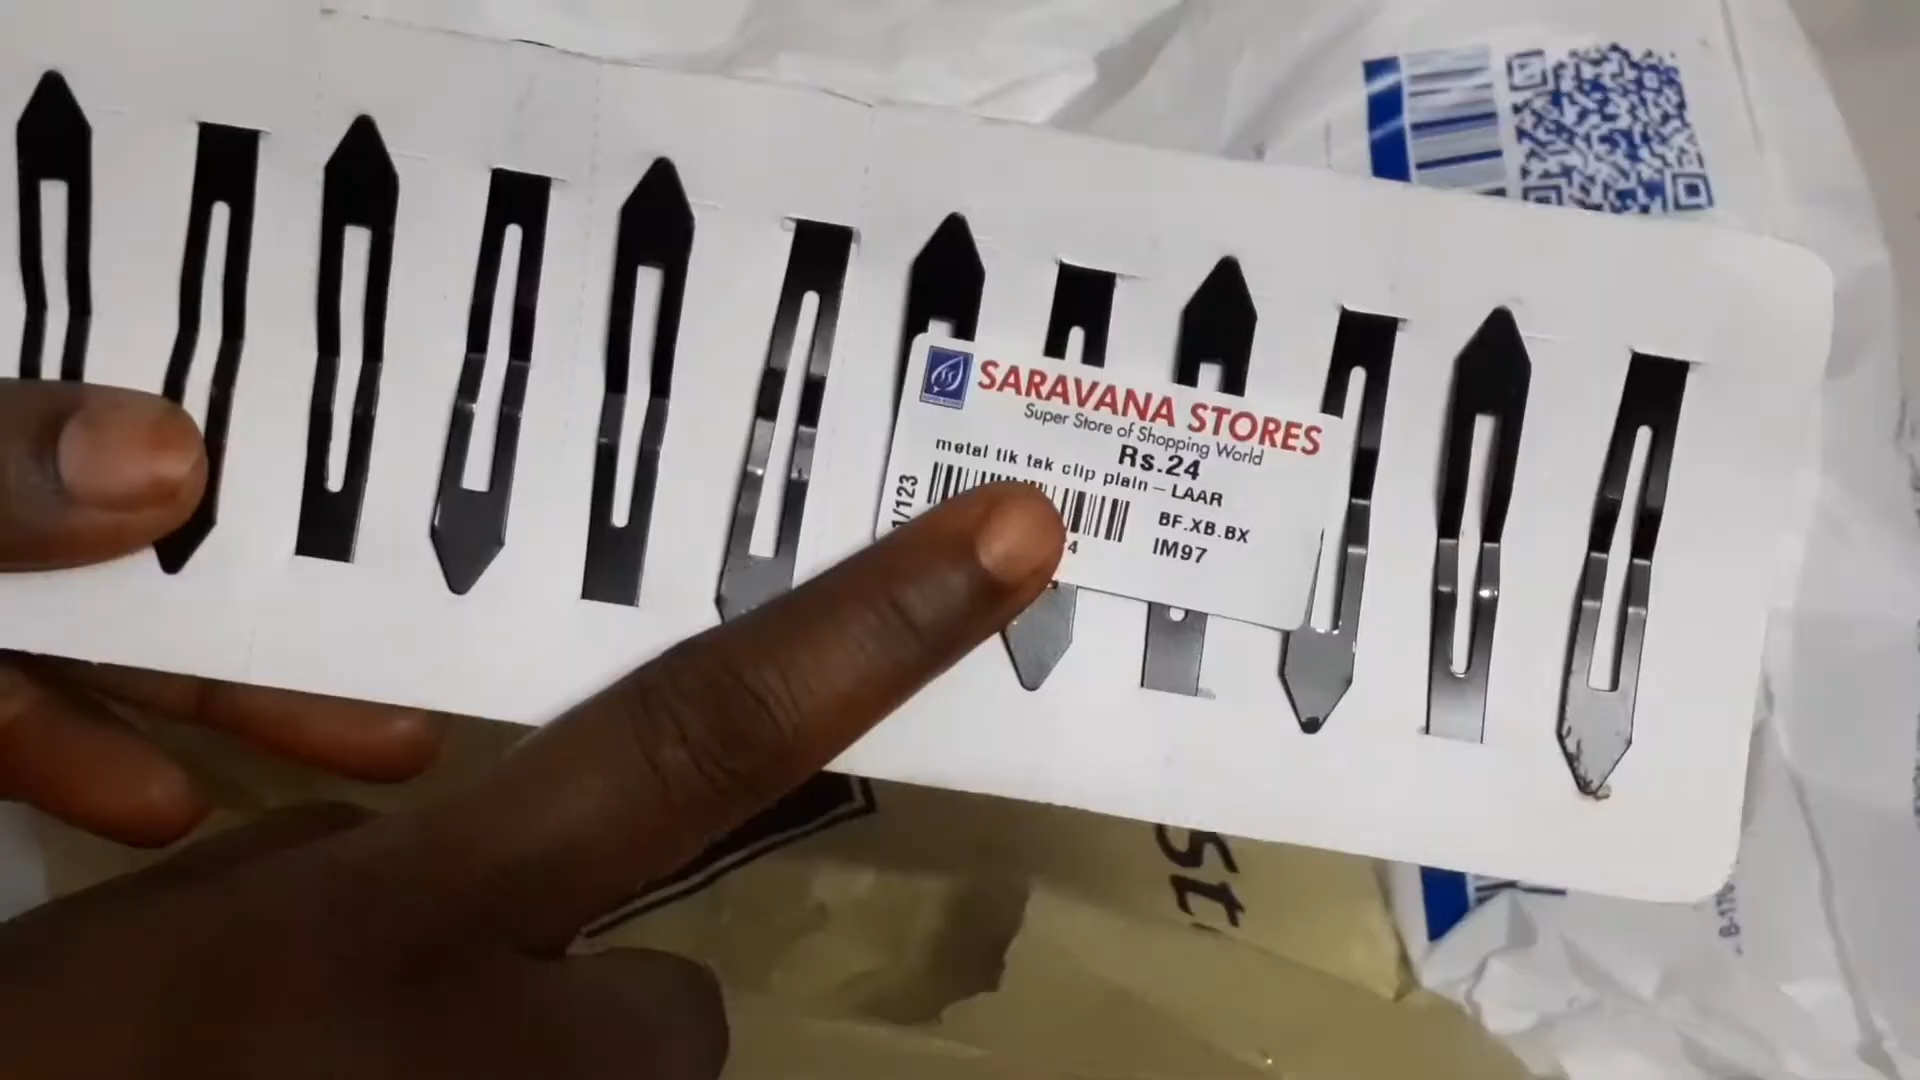 SARAVANA STORES
Super Store of Shopping World
Rs.24
metal tik tak clip plain – LAAR
BF.XB.BX
IM97
St